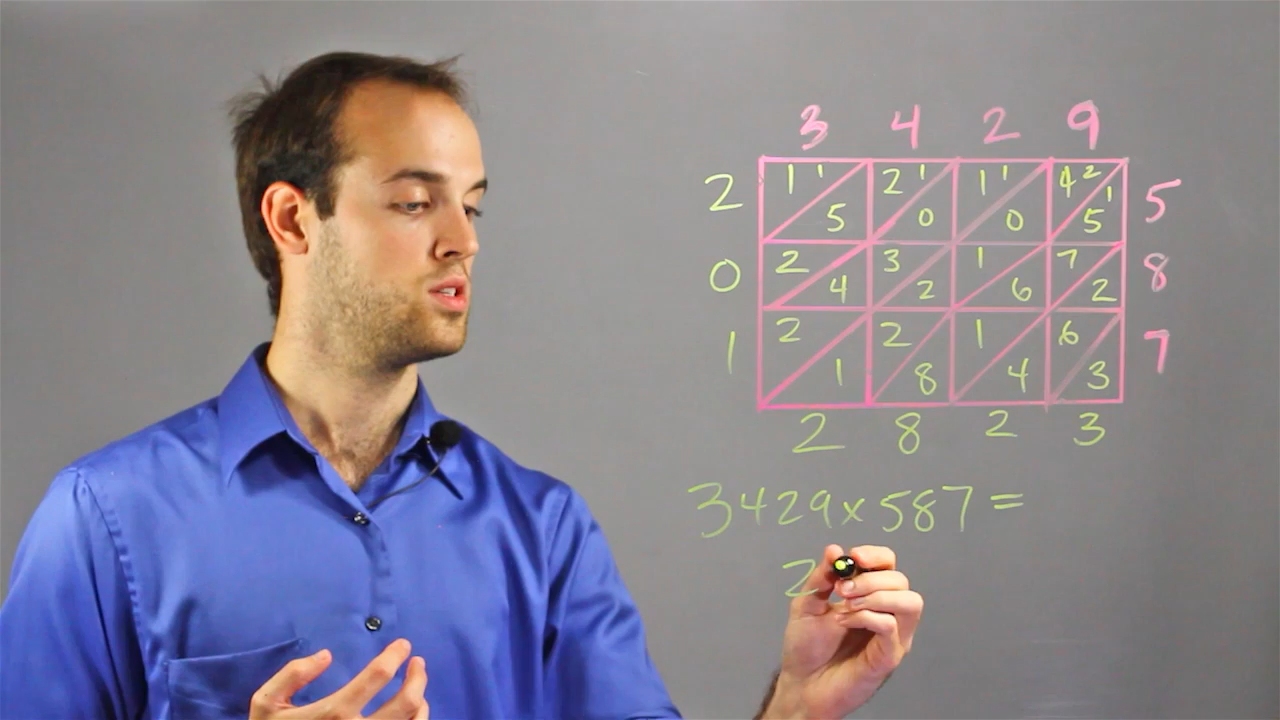 3 4 2 9
2 1 1 2 1 1 1 4 2 1 5
5 0 0 5
0 2 3 1 7 8
4 2 6 2
1 2 2 1 6 7
1 8 4 3
2 8 2 3
3429x587=
2